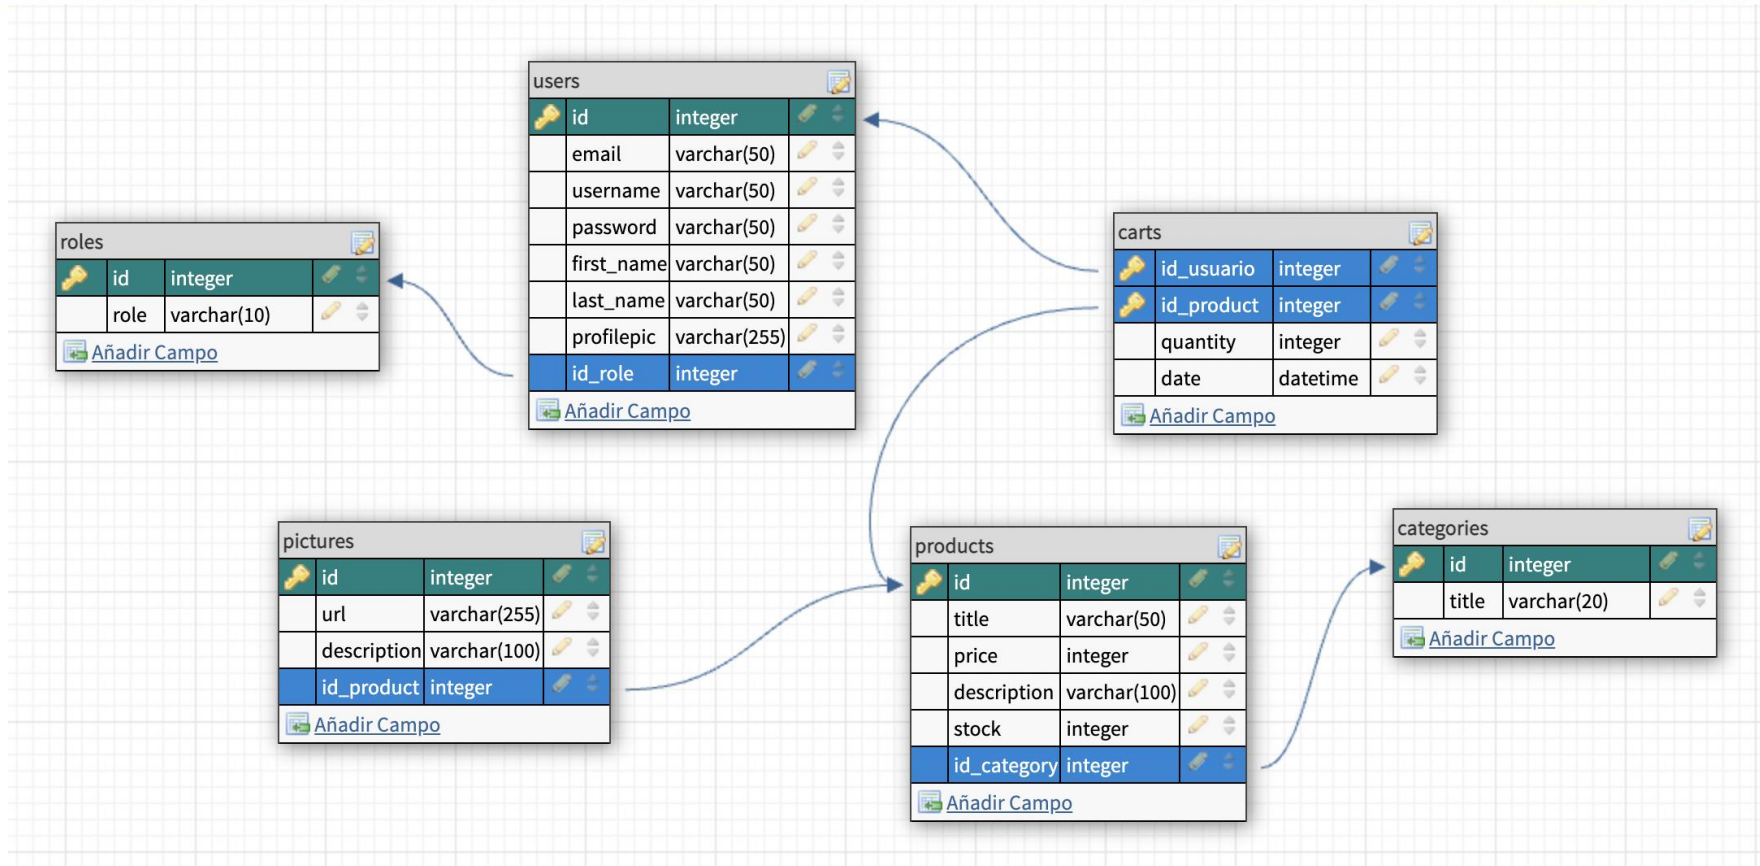 users
id integer
email varchar(50)
username varchar(50)
password varchar(50)
first_name varchar(50)
last_name varchar(50)
profilepic varchar(255)
id_role integer
Añadir Campo
roles
id integer
role varchar(10)
Añadir Campo
carts
id_usuario integer
id_product integer
quantity integer
date datetime
Añadir Campo
pictures
id integer
url varchar(255)
description varchar(100)
id_product integer
Añadir Campo
products
id integer
title varchar(50)
price integer
description varchar(100)
stock integer
id_category integer
Añadir Campo
categories
id integer
title varchar(20)
Añadir Campo